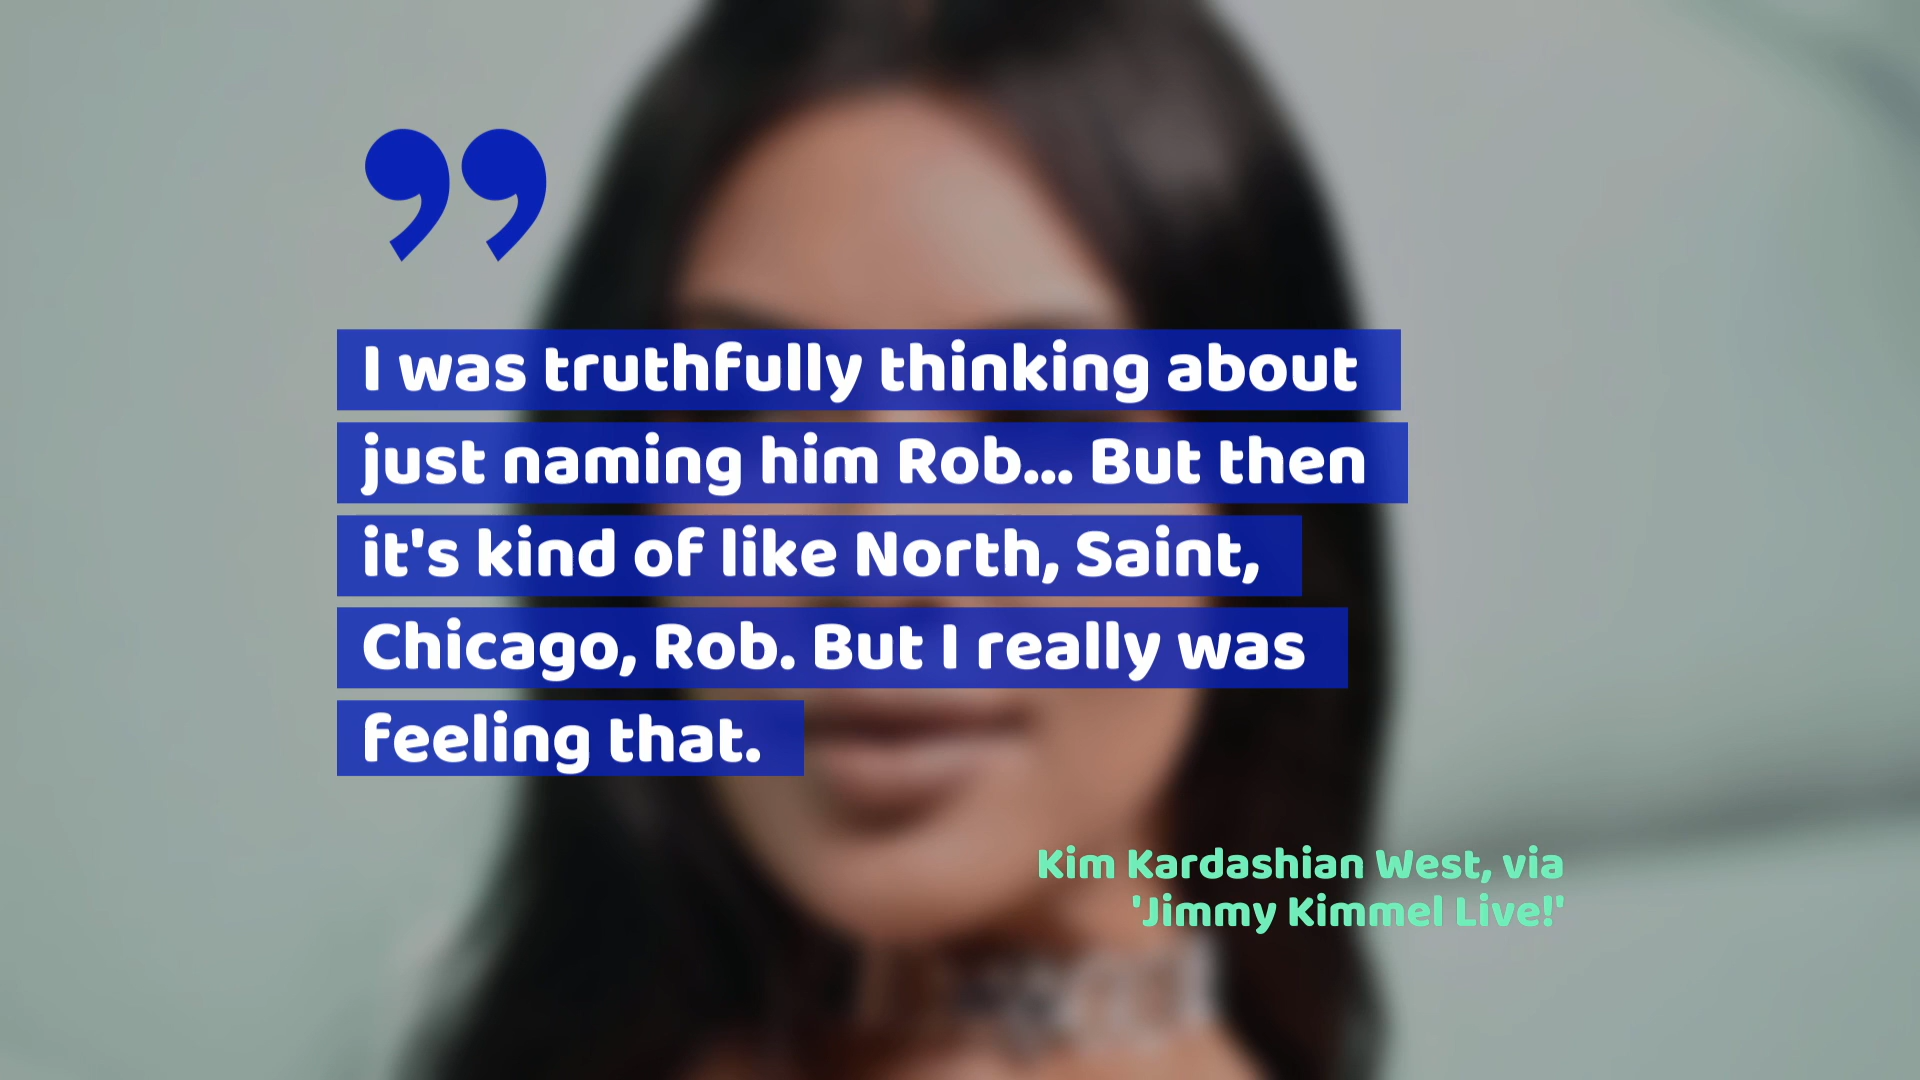 ”
I was truthfully thinking about
just naming him Rob... But then
it's kind of like North, Saint,
Chicago, Rob. But I really was
feeling that.
Kim Kardashian West, via
'Jimmy Kimmel Live!'